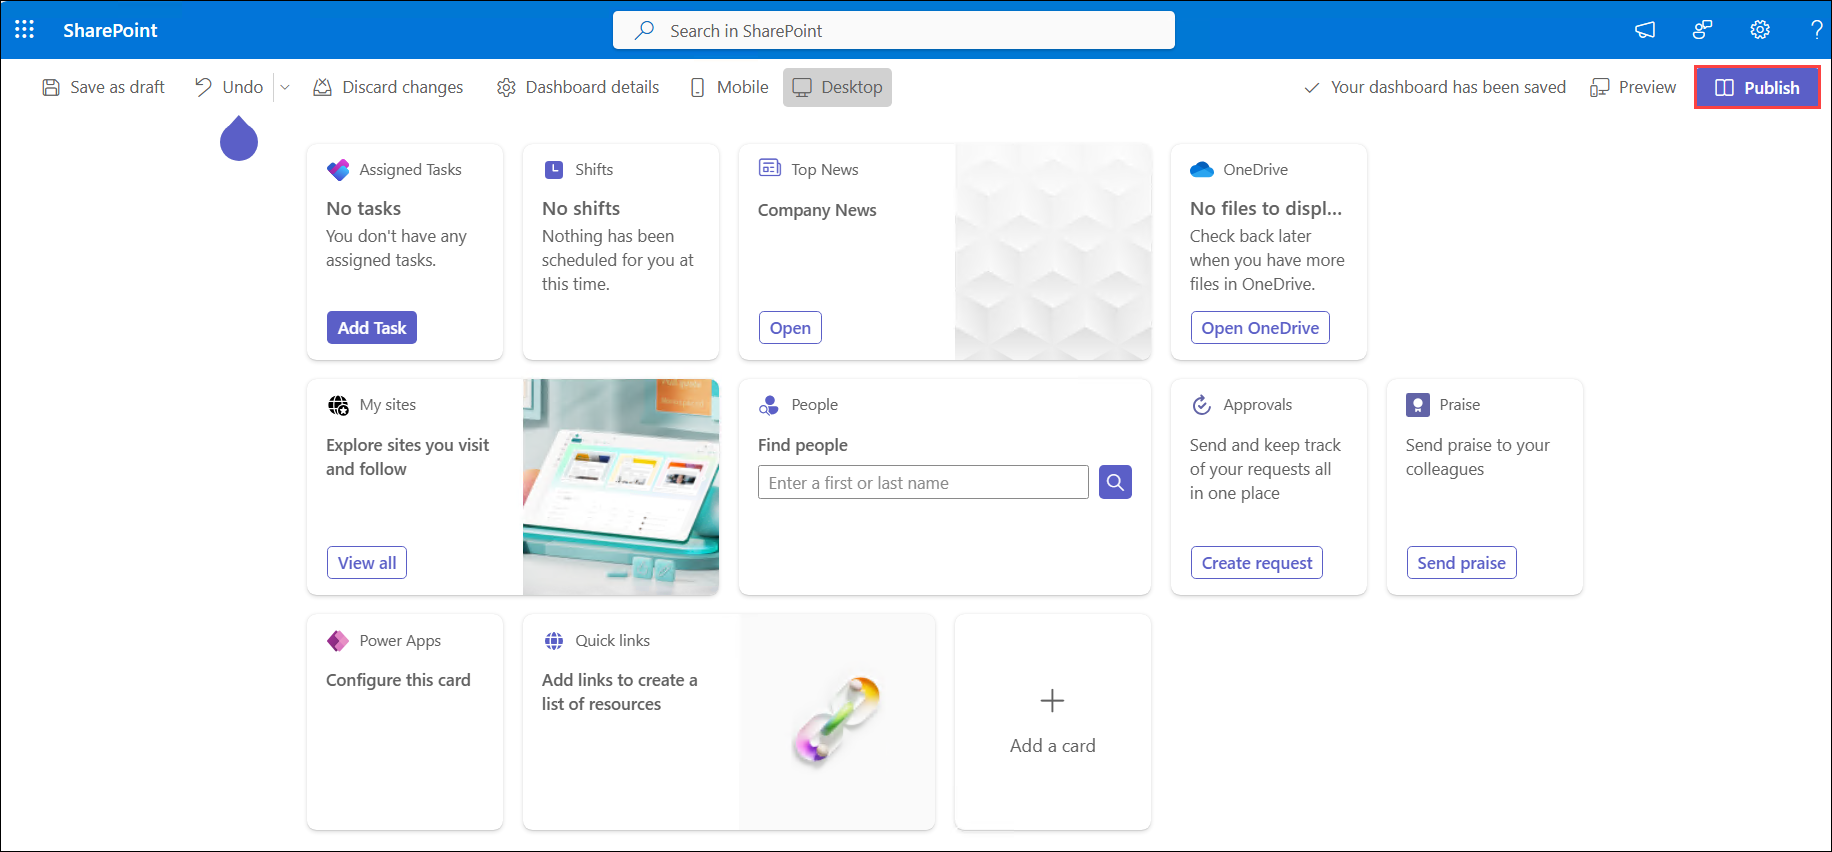 SharePoint
Search in SharePoint
?
Save as draft
Undo
Discard changes
Dashboard details
Mobile
Desktop
Your dashboard has been saved
Preview
Publish
Assigned Tasks
No tasks
You don't have any
assigned tasks.
Add Task
Shifts
No shifts
Nothing has been
scheduled for you at
this time.
Top News
Company News
Open
OneDrive
No files to displ...
Check back later
when you have more
files in OneDrive.
Open OneDrive
My sites
Explore sites you visit
and follow
View all
People
Find people
Enter a first or last name
Approvals
Send and keep track
of your requests all
in one place
Create request
Praise
Send praise to your
colleagues
Send praise
Power Apps
Configure this card
Quick links
Add links to create a
list of resources
Add a card